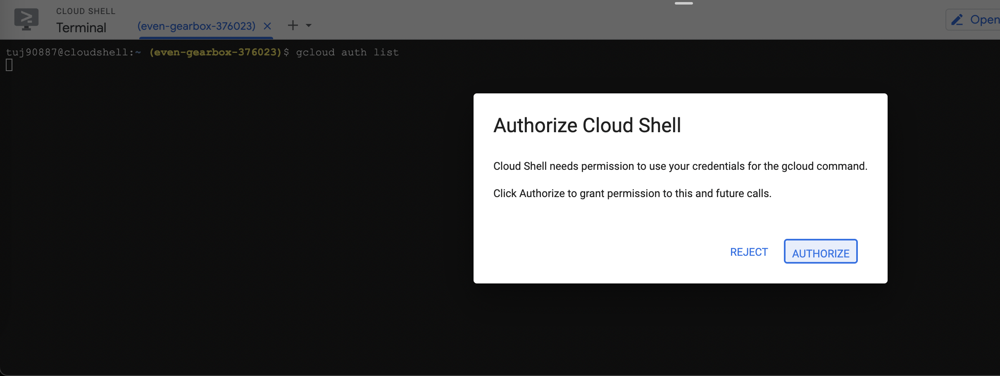 CLOUD SHELL
Terminal
(even-gearbox-376023)
Open
tuj90887@cloudshell:~ (even-gearbox-376023)$ gcloud auth list
Authorize Cloud Shell
Cloud Shell needs permission to use your credentials for the gcloud command.
Click Authorize to grant permission to this and future calls.
REJECT
AUTHORIZE